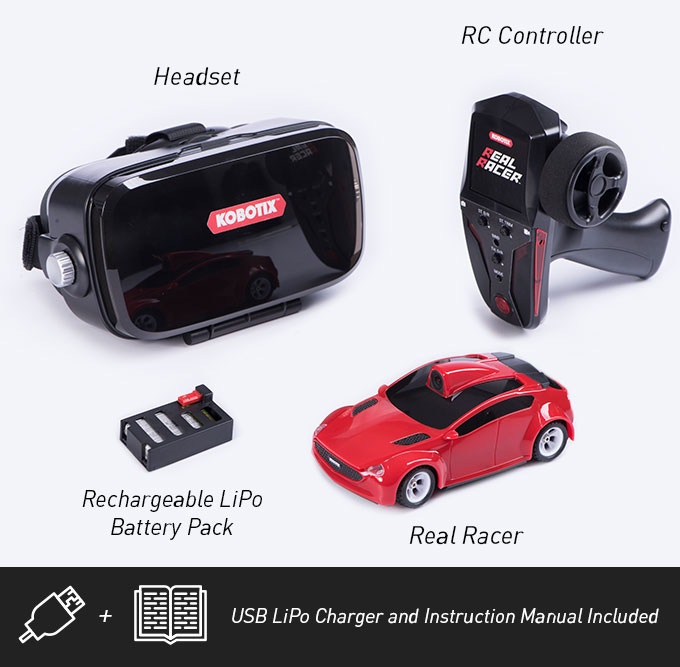 RC Controller
Headset
KOBOTIX
KOBOTIX
REAL
RACER
Rechargeable LiPo
Battery Pack
Real Racer
USB LiPo Charger and Instruction Manual Included